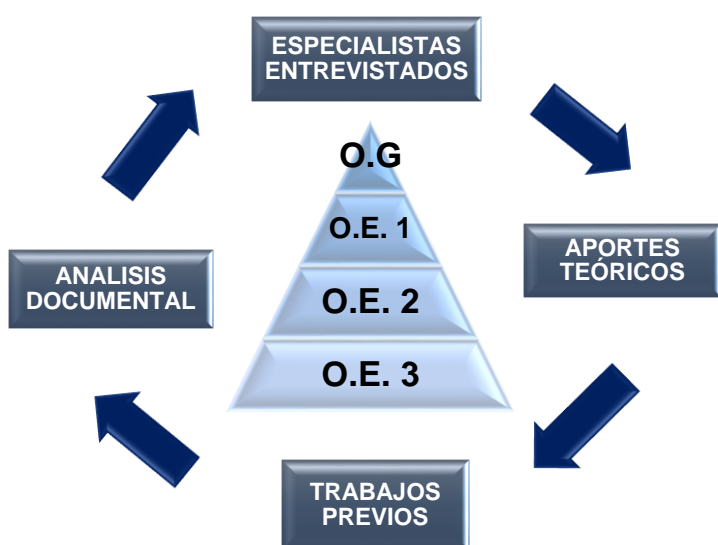 ESPECIALISTAS
ENTREVISTADOS
O.G
O.E. 1
O.E. 2
O.E. 3
APORTES
TEÓRICOS
ANALISIS
DOCUMENTAL
TRABAJOS
PREVIOS